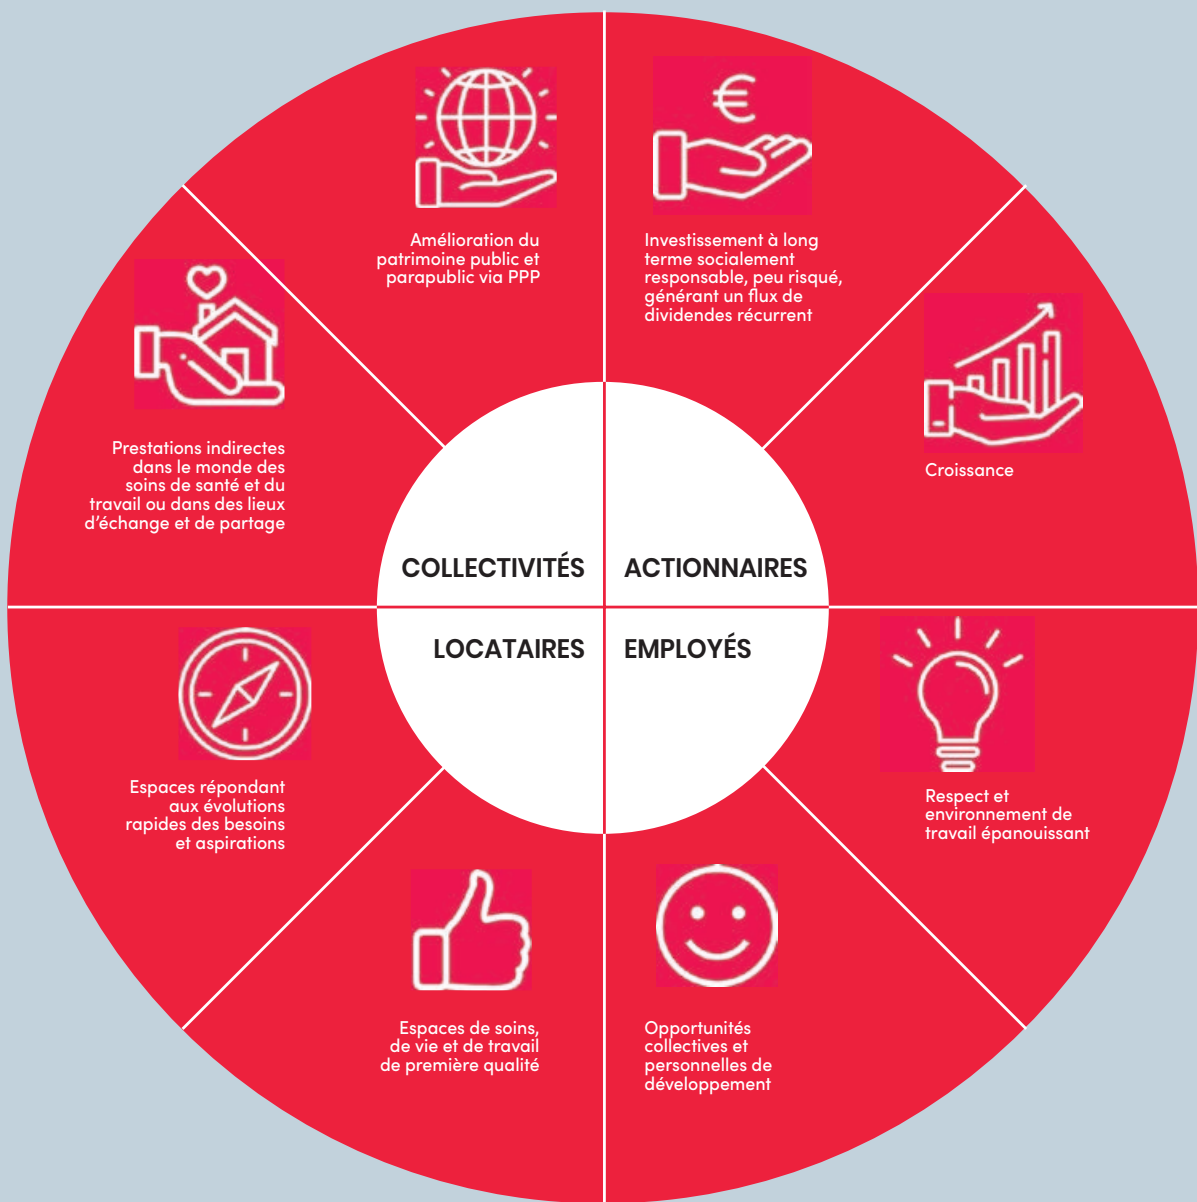 Amélioration du
patrimoine public et
parapublic via PPP
Investissement à long
terme socialement
responsable, peu risqué,
générant un flux de
dividendes récurrent
Prestations indirectes
dans le monde des
soins de santé et du
travail ou dans des lieux
d'échange et de partage
Croissance
COLLECTIVITÉS
ACTIONNAIRES
LOCATAIRES
EMPLOYÉS
Espaces répondant
aux évolutions
rapides des besoins
et aspirations
Respect et
environnement de
travail épanouissant
Espaces de soins,
de vie et de travail
de première qualité
Opportunités
collectives et
personnelles de
développement